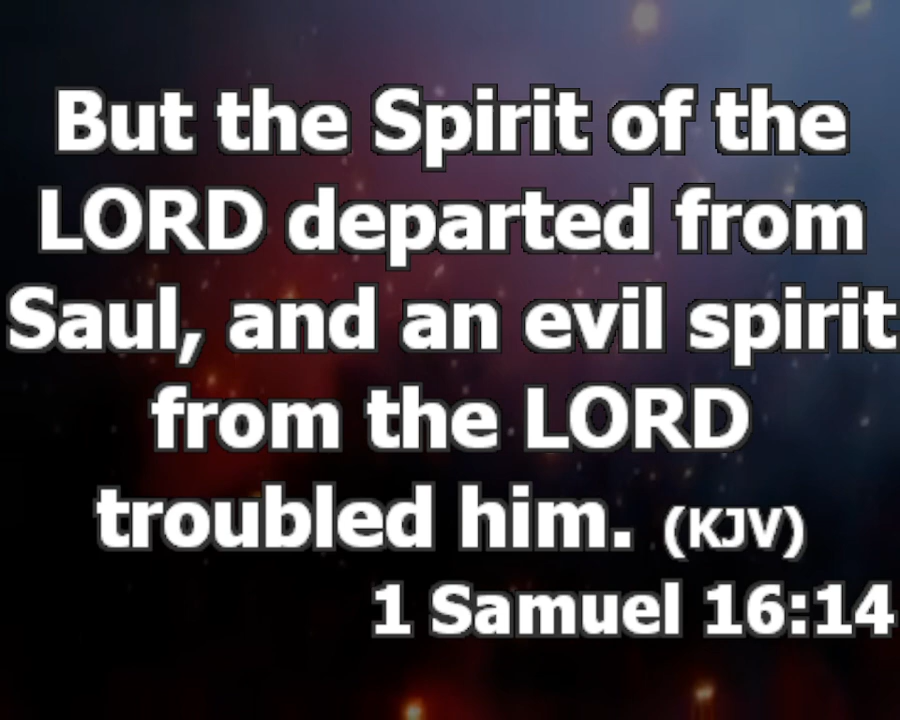 But the Spirit of the
LORD departed from
Saul, and an evil spirit
from the LORD
troubled him. (KJV)
1 Samuel 16:14